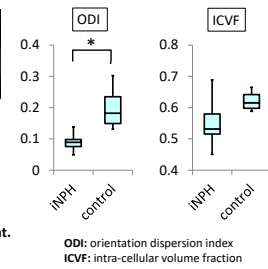 ODI
ICVF
*
0.4
0.3
0.2
0.1
0
0.8
0.7
0.6
0.5
0.4
iNPH
control
iNPH
control
nt.
ODI: orientation dispersion index
ICVF: intra-cellular volume fraction